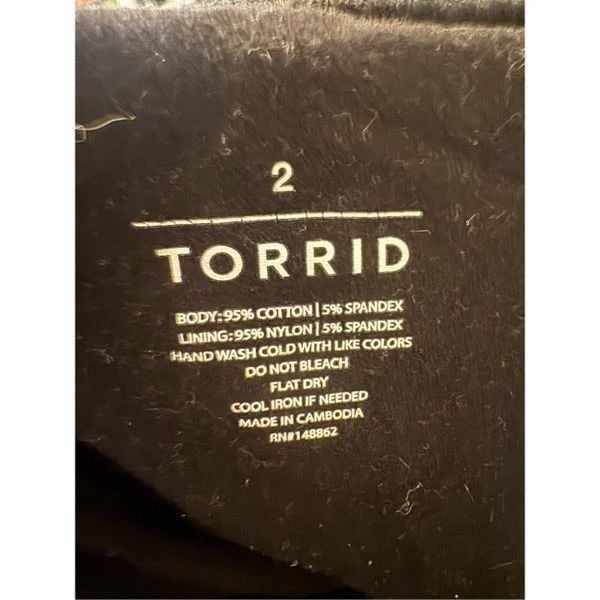 2
TORRID
BODY: 95% COTTON | 5% SPANDEX
LINING: 95% NYLON | 5% SPANDEX
HAND WASH COLD WITH LIKE COLORS
DO NOT BLEACH
FLAT DRY
COOL IRON IF NEEDED
MADE IN CAMBODIA
RN#148862